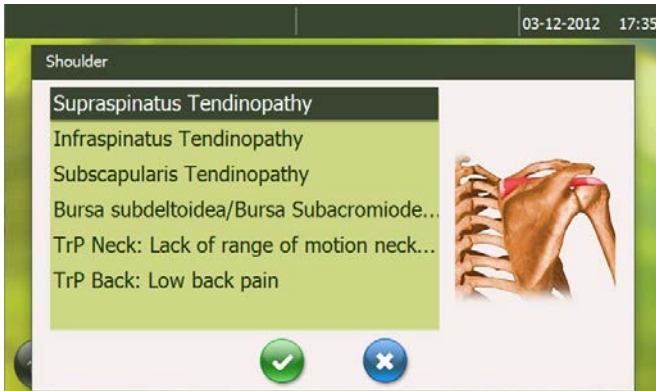 03-12-2012 17:35
Shoulder
Supraspinatus Tendinopathy
Infraspinatus Tendinopathy
Subscapularis Tendinopathy
Bursa subdeltoidea/Bursa Subacromiode...
TrP Neck: Lack of range of motion neck...
TrP Back: Low back pain